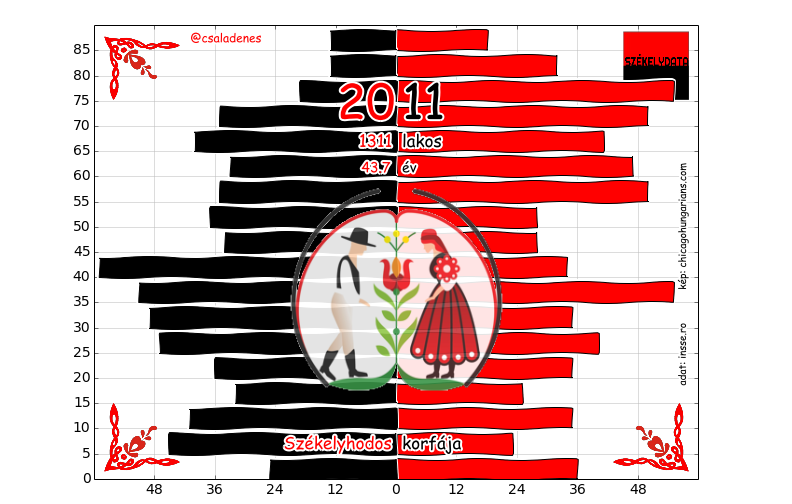 @csaladenes
SZÉKELYDATA
2011
1311 lakos
43.7 év
kép: chicagohungarians.com
adat: insse.ro
Székelyhodos korfája
85
80
75
70
65
60
55
50
45
40
35
30
25
20
15
10
5
0
48 36 24 12 0 12 24 36 48